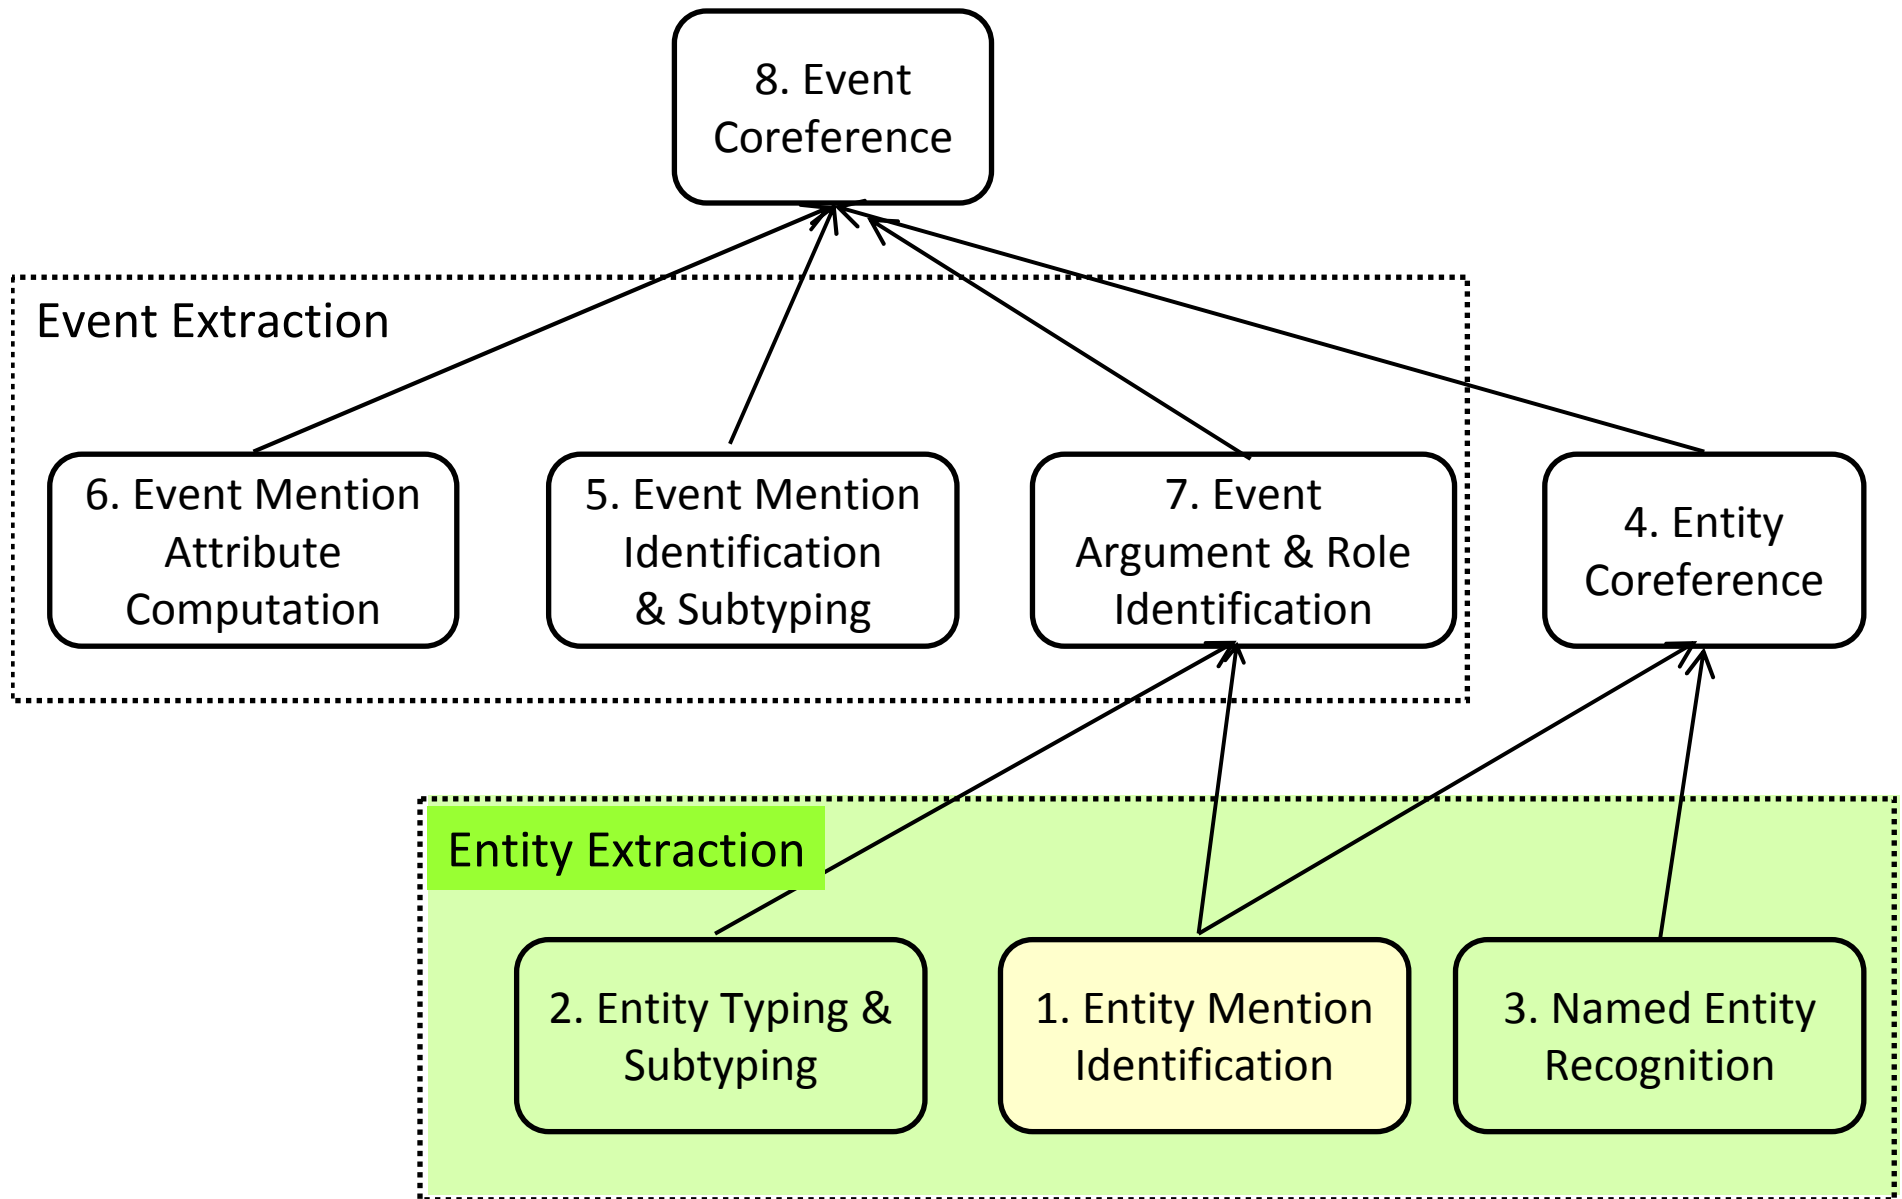 8. Event
Coreference
Event Extraction
6. Event Mention
Attribute
Computation
5. Event Mention
Identification
& Subtyping
7. Event
Argument & Role
Identification
4. Entity
Coreference
Entity Extraction
2. Entity Typing &
Subtyping
1. Entity Mention
Identification
3. Named Entity
Recognition